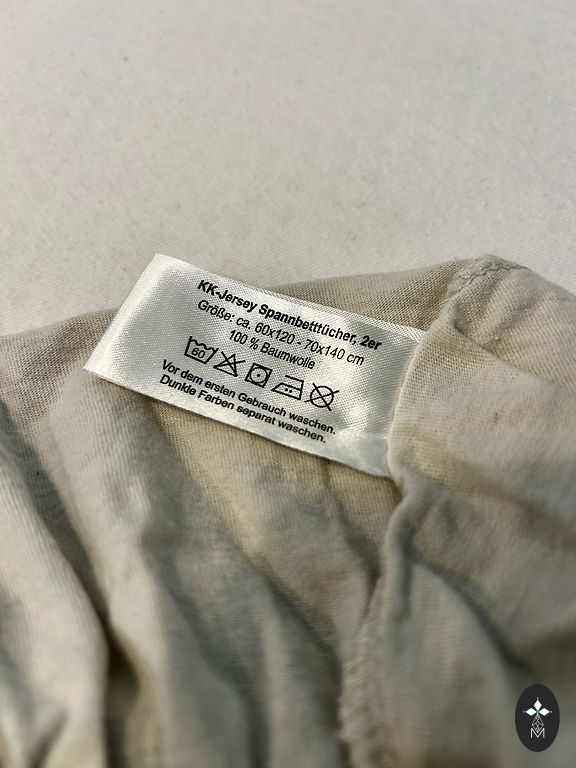 KK-Jersey Spannbetttücher, 2er
Größe: ca. 60x120 - 70x140 cm
100 % Baumwolle
60
Vor dem ersten Gebrauch waschen.
Dunkle Farben separat waschen.
M